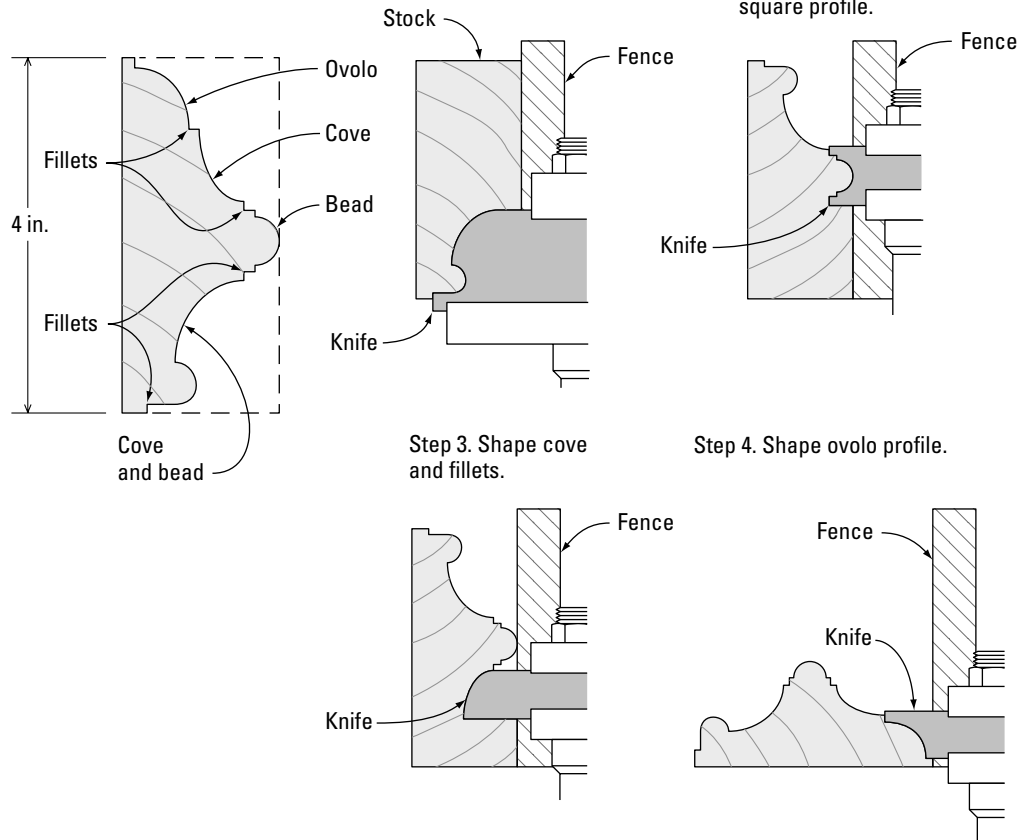 square profile.
Stock
Fence
Fence
Ovolo
Cove
Fillets
Bead
4 in.
Knife
Fillets
Knife
Cove
and bead
Step 3. Shape cove
and fillets.
Step 4. Shape ovolo profile.
Fence
Fence
Knife
Knife